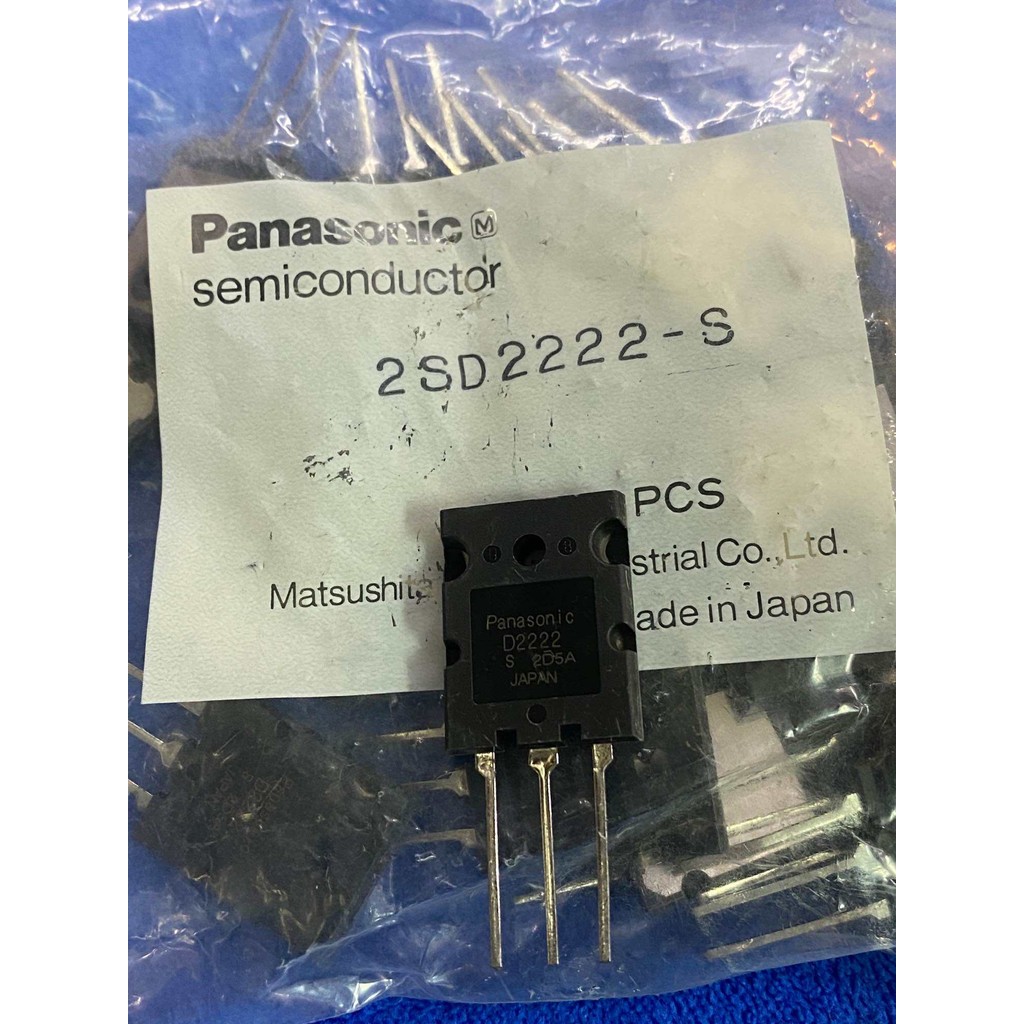 Panasonic M
semiconductor
2SD2222-S
PCS
Matsushit strial Co., Ltd.
ade in Japan
Panasonic
D2222
S 2D5A
JAPAN